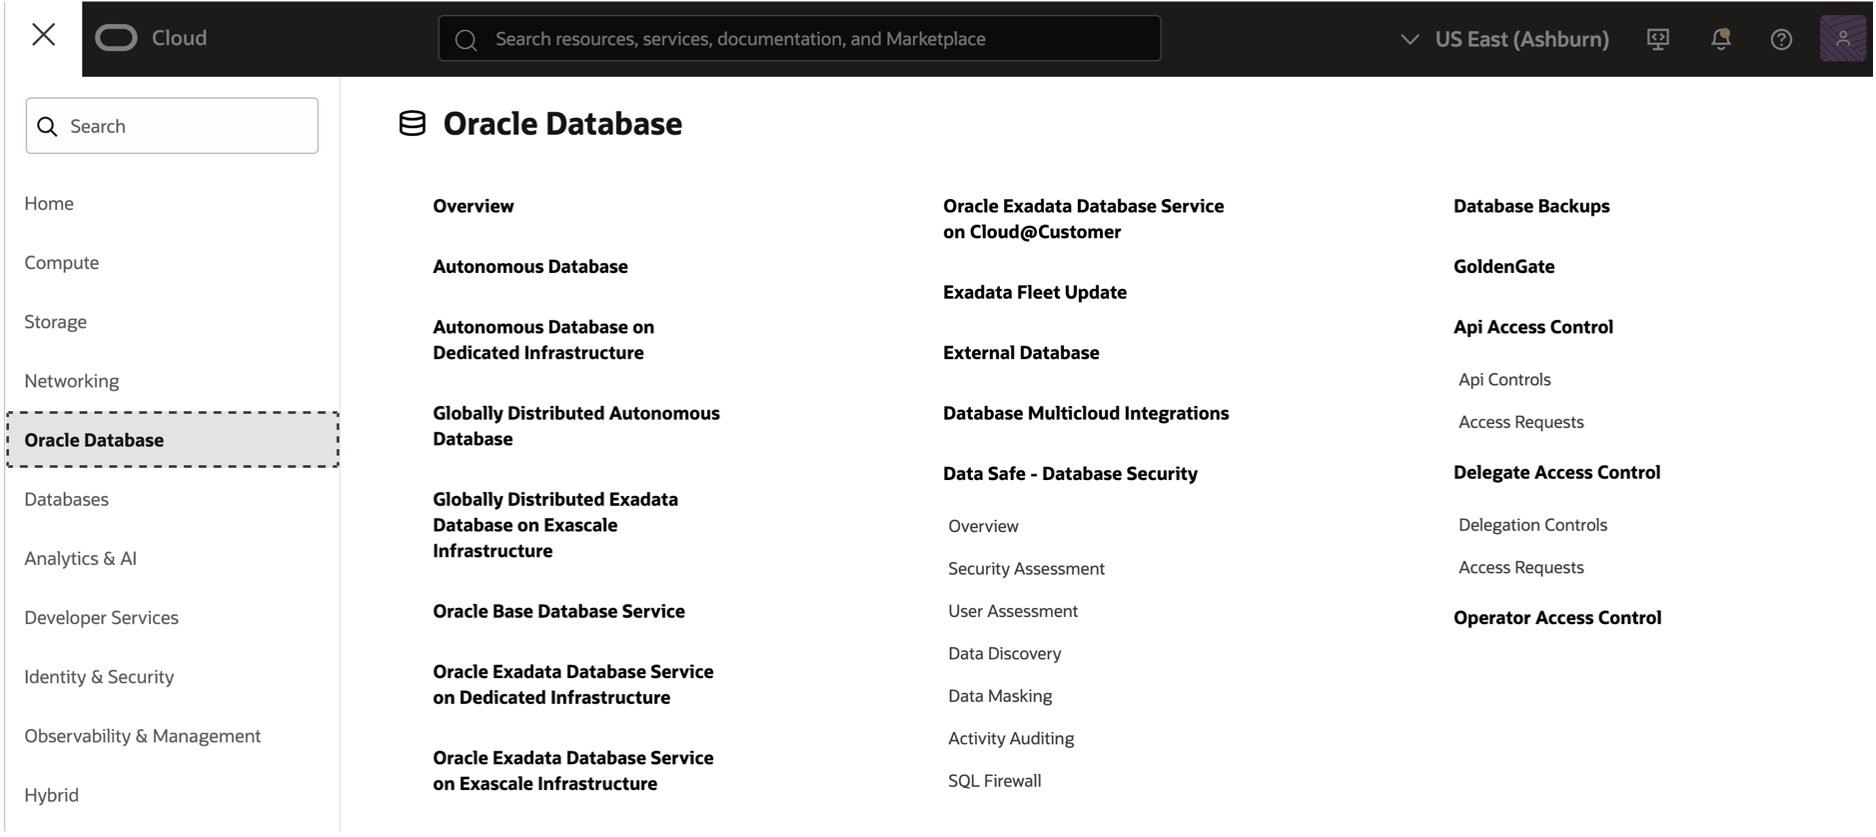 Cloud
Search resources, services, documentation, and Marketplace
US East (Ashburn)
Search
Home
Compute
Storage
Networking
Oracle Database
Databases
Analytics & AI
Developer Services
Identity & Security
Observability & Management
Hybrid
Oracle Database
Overview
Autonomous Database
Autonomous Database on
Dedicated Infrastructure
Globally Distributed Autonomous
Database
Globally Distributed Exadata
Database on Exascale
Infrastructure
Oracle Base Database Service
Oracle Exadata Database Service
on Dedicated Infrastructure
Oracle Exadata Database Service
on Exascale Infrastructure
Oracle Exadata Database Service
on Cloud@Customer
Exadata Fleet Update
External Database
Database Multicloud Integrations
Data Safe - Database Security
Overview
Security Assessment
User Assessment
Data Discovery
Data Masking
Activity Auditing
SQL Firewall
Database Backups
GoldenGate
Api Access Control
Api Controls
Access Requests
Delegate Access Control
Delegation Controls
Access Requests
Operator Access Control